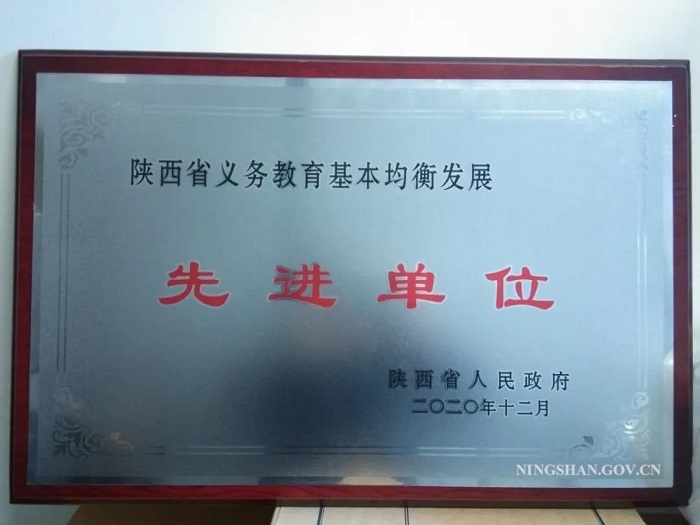 陕西省义务教育基本均衡发展
先进单位
陕西省人民政府
二〇二〇年十二月
NINGSHAN.GOV.CN